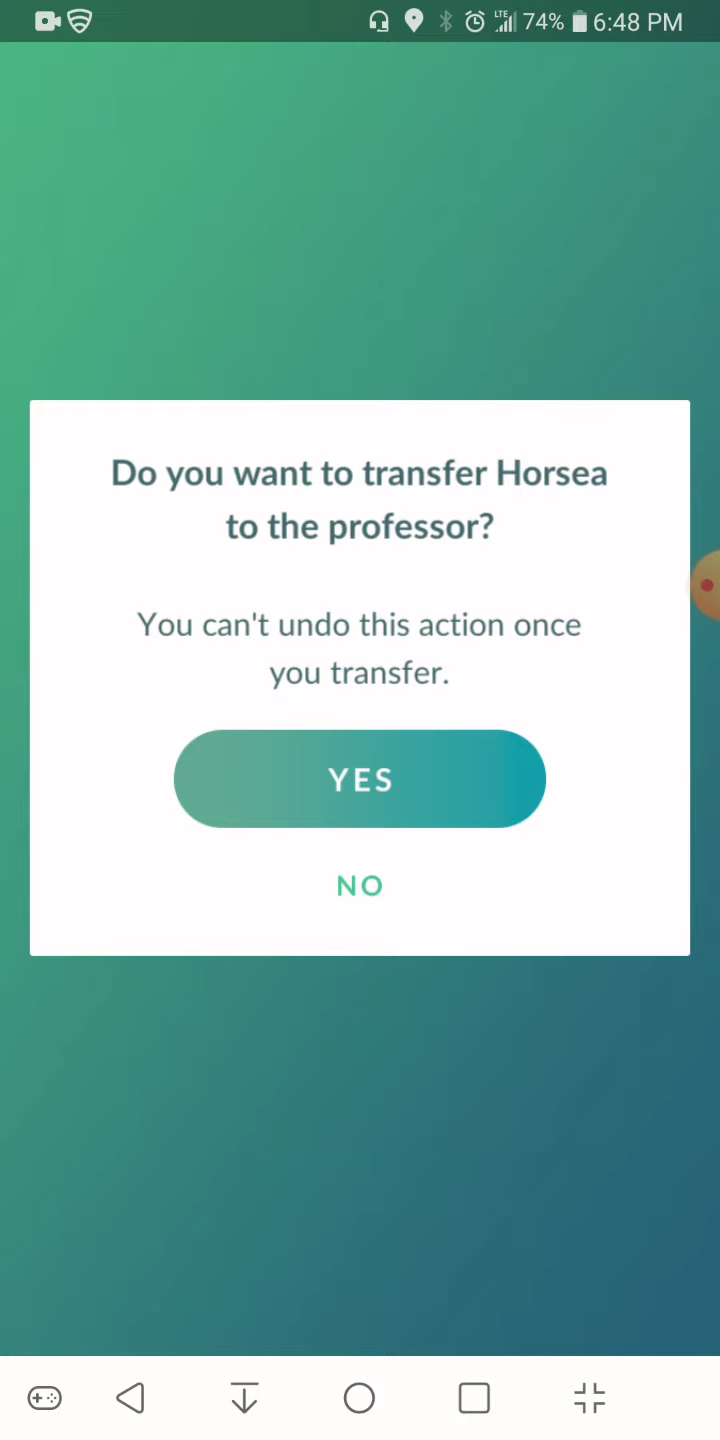 LTE 74% 6:48 PM
Do you want to transfer Horsea
to the professor?
You can't undo this action once
you transfer.
YES
NO